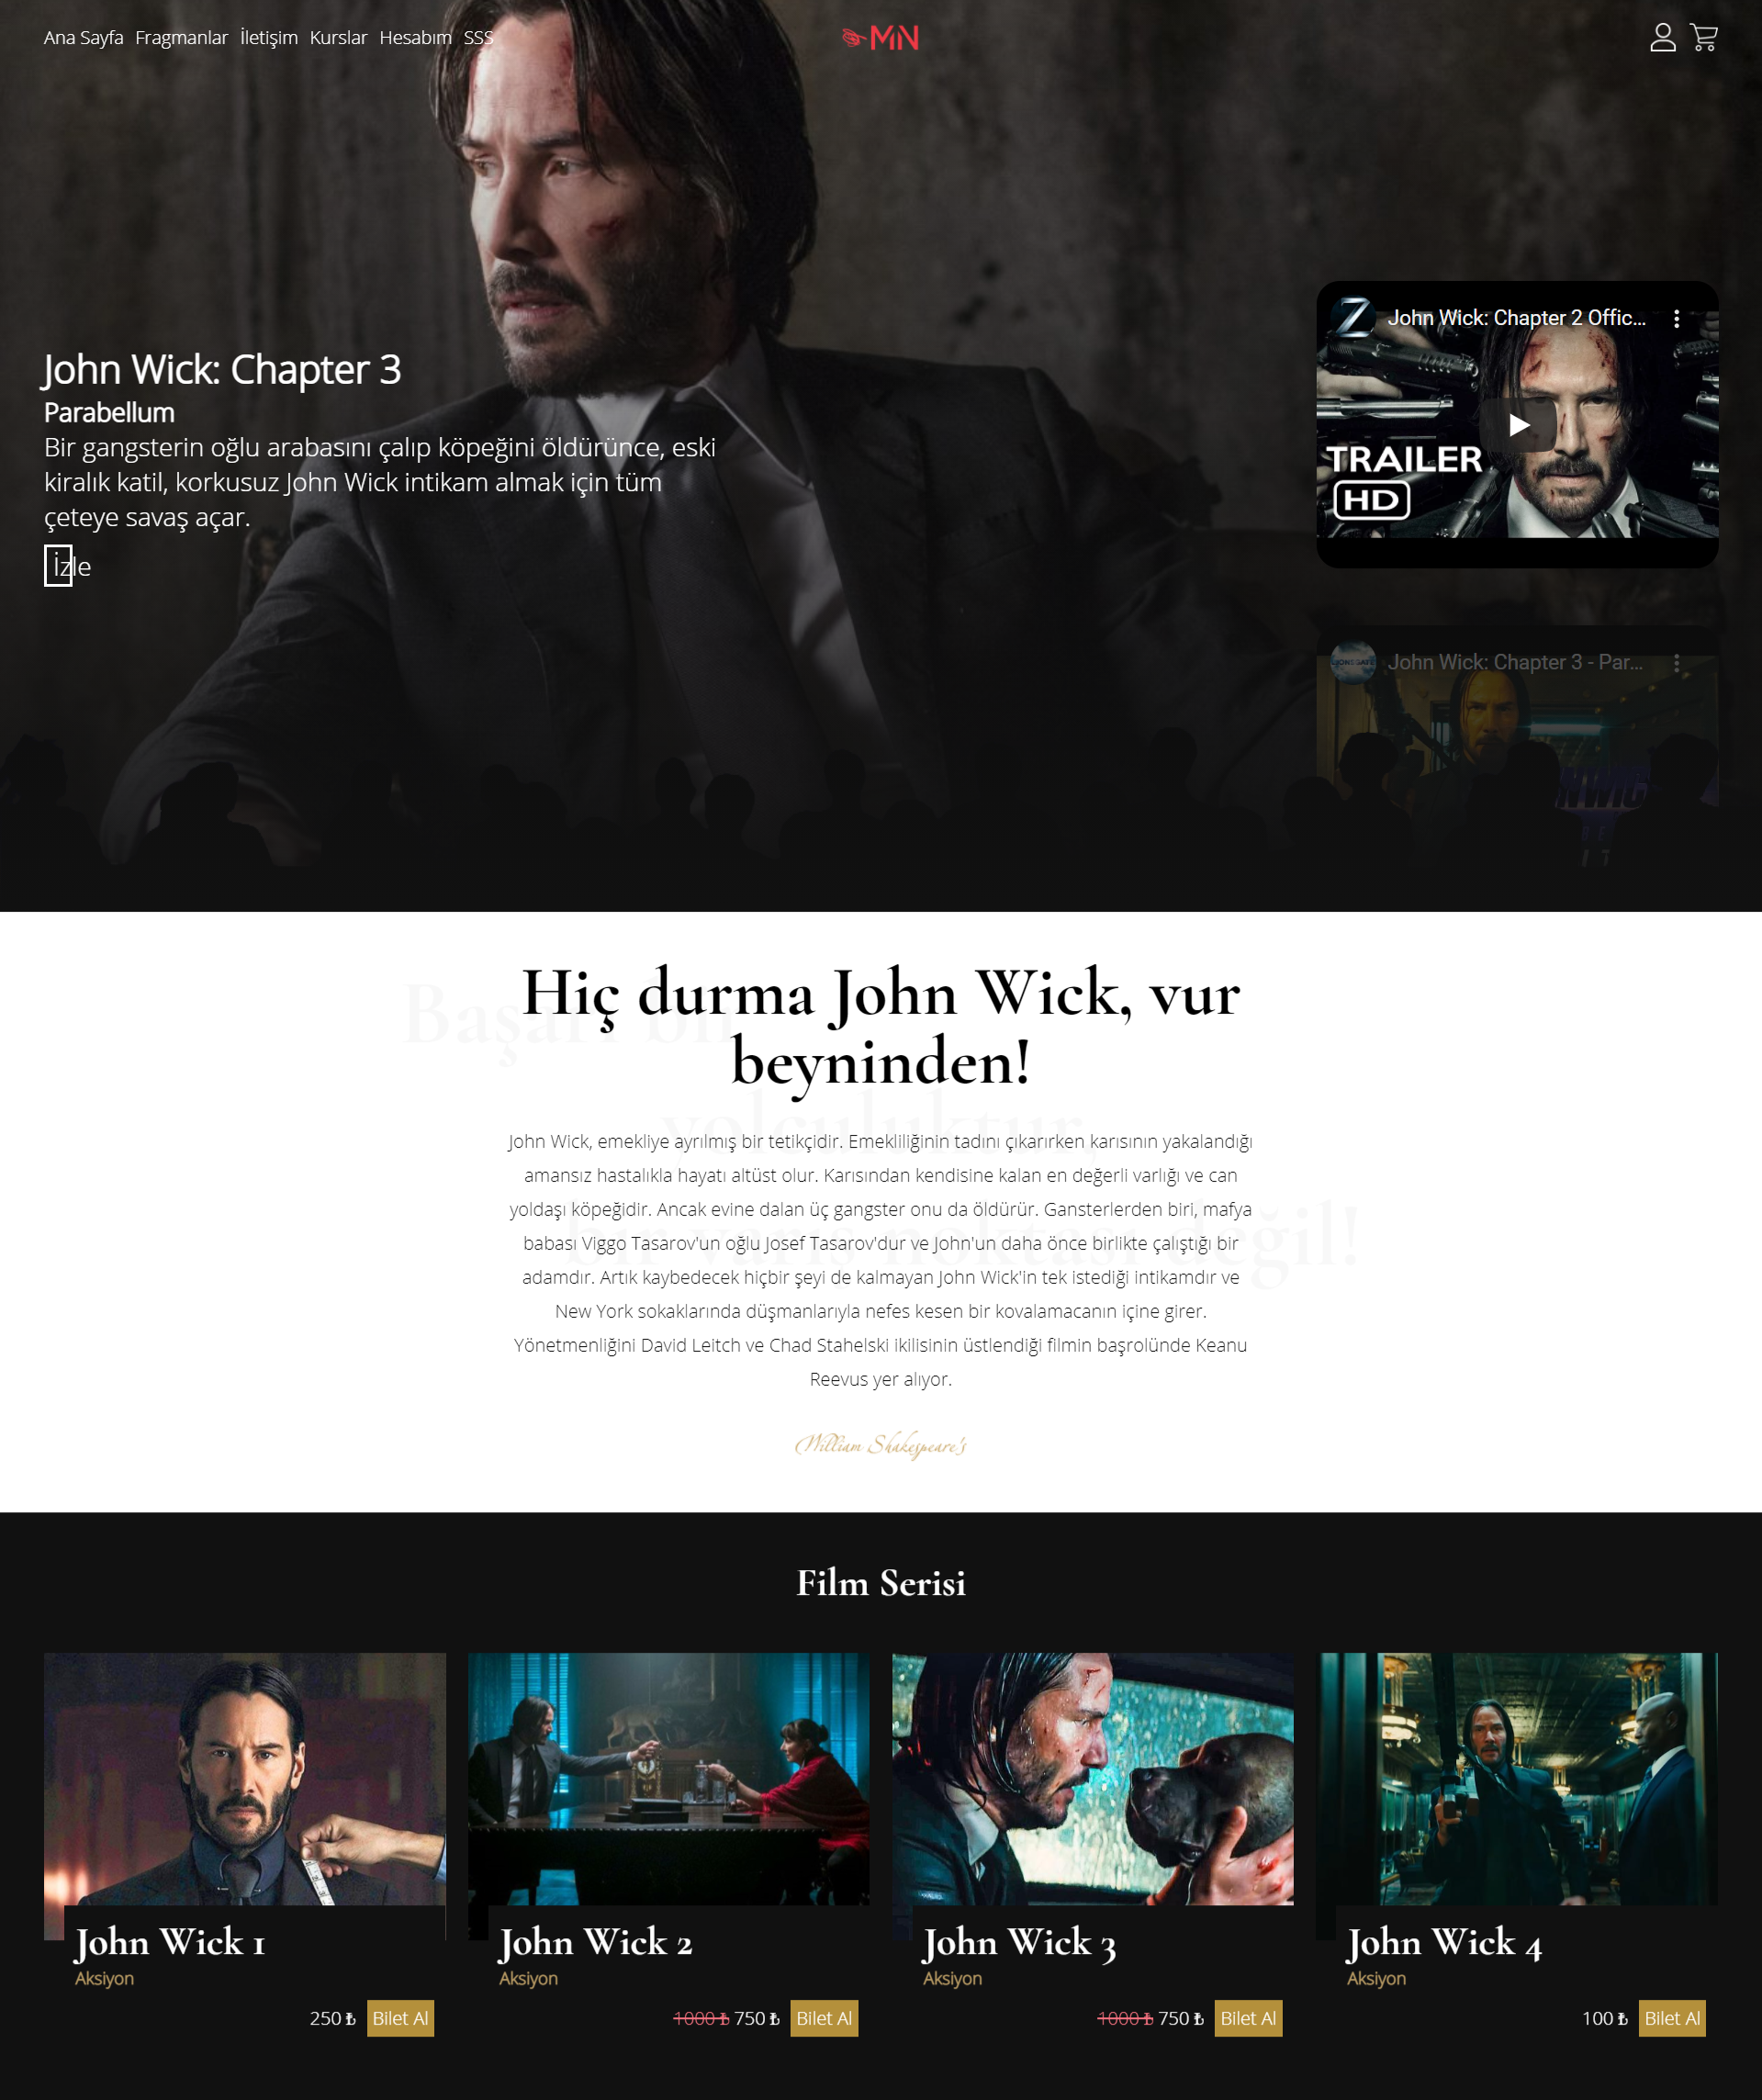 Ana Sayfa Fragmanlar İletişim Kurslar Hesabım SSS
MN
John Wick: Chapter 3
Parabellum
Bir gangsterin oğlu arabasını çalıp köpeğini öldürünce, eski
kiralık katil, korkusuz John Wick intikam almak için tüm
çeteye savaş açar.
İzle
John Wick: Chapter 2 Offic...
TRAILER
HD
LIONSGATE
John Wick: Chapter 3 - Par...
Hiç durma John Wick, vur
beyninden!
Başarı bir
yolculuktur,
bir varış noktası değil!
John Wick, emekliye ayrılmış bir tetikçidir. Emekliliğinin tadını çıkarırken karısının yakalandığı
amansız hastalıkla hayatı altüst olur. Karısından kendisine kalan en değerli varlığı ve can
yoldaşı köpeğidir. Ancak evine dalan üç gangster onu da öldürür. Gansterlerden biri, mafya
babası Viggo Tasarov'un oğlu Josef Tasarov'dur ve John'un daha önce birlikte çalıştığı bir
adamdır. Artık kaybedecek hiçbir şeyi de kalmayan John Wick'in tek istediği intikamdır ve
New York sokaklarında düşmanlarıyla nefes kesen bir kovalamacanın içine girer.
Yönetmenliğini David Leitch ve Chad Stahelski ikilisinin üstlendiği filmin başrolünde Keanu
Reevus yer alıyor.
William Shakespeare's
Film Serisi
John Wick 1
Aksiyon
250 ₺ Bilet Al
John Wick 2
Aksiyon
1000 ₺ 750 ₺ Bilet Al
John Wick 3
Aksiyon
1000 ₺ 750 ₺ Bilet Al
John Wick 4
Aksiyon
100 ₺ Bilet Al